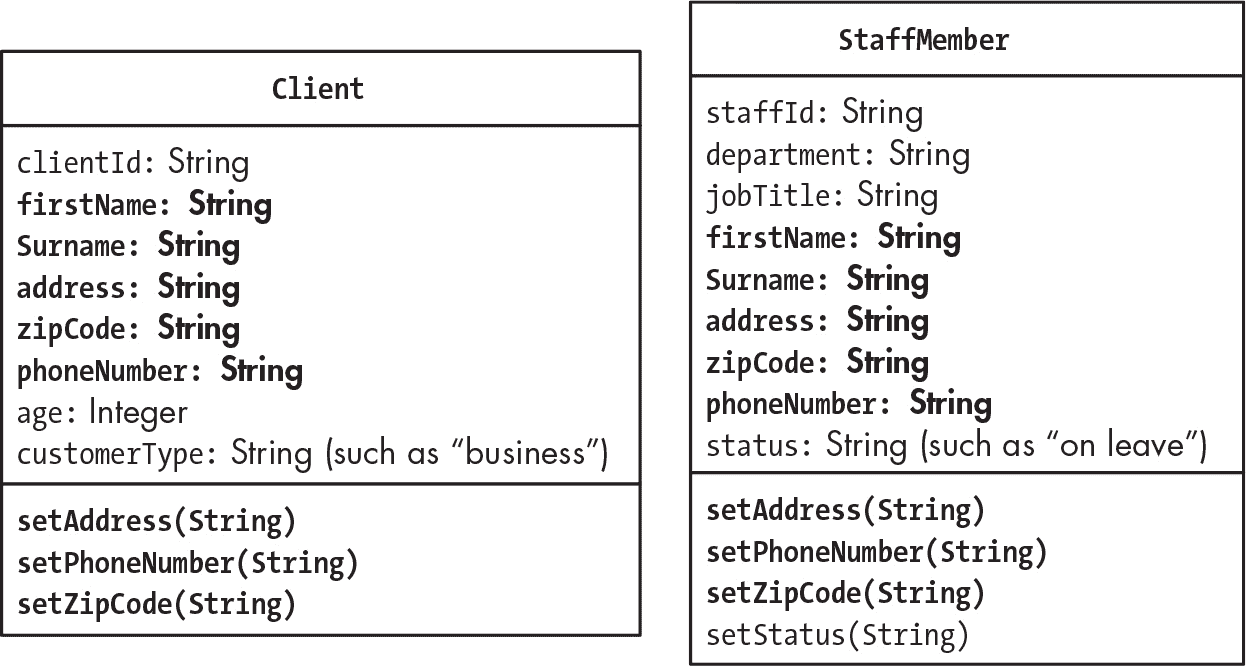 Client
clientId: String
firstName: String
Surname: String
address: String
zipCode: String
phoneNumber: String
age: Integer
customerType: String (such as “business”)
setAddress(String)
setPhoneNumber(String)
setZipCode(String)
StaffMember
staffId: String
department: String
jobTitle: String
firstName: String
Surname: String
address: String
zipCode: String
phoneNumber: String
status: String (such as “on leave”)
setAddress(String)
setPhoneNumber(String)
setZipCode(String)
setStatus(String)